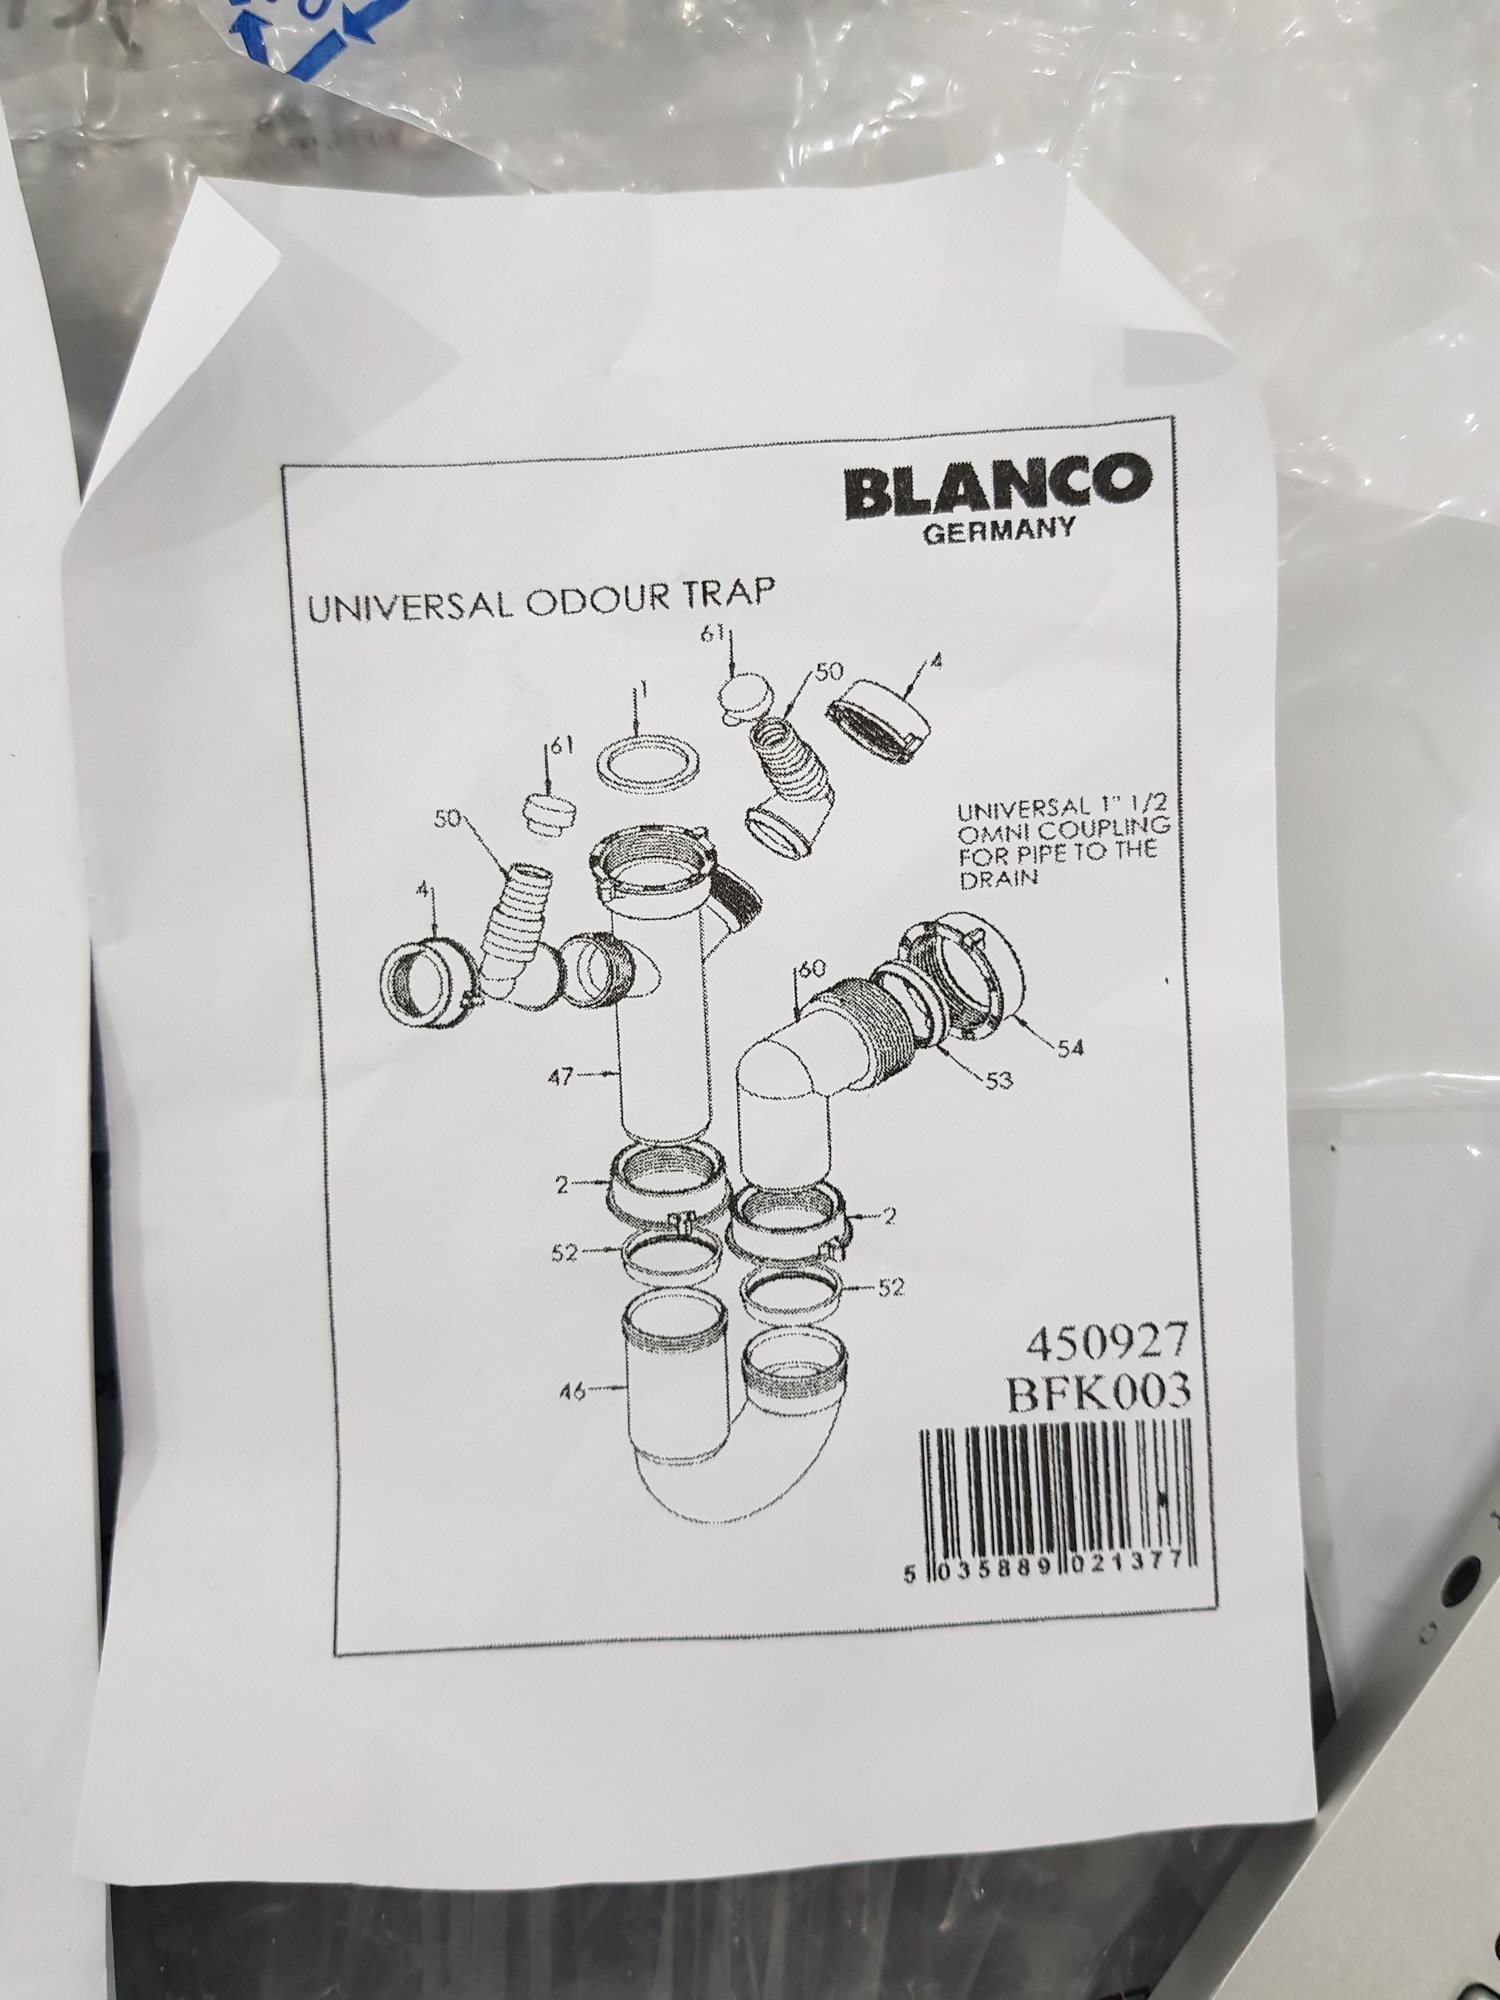 BLANCO
GERMANY
UNIVERSAL ODOUR TRAP
61
50
4
1
61
50
4
UNIVERSAL 1" 1/2
OMNI COUPLING
FOR PIPE TO THE
DRAIN
60
54
53
47
2
2
52
52
46
450927
BFK003
5 035889 021377